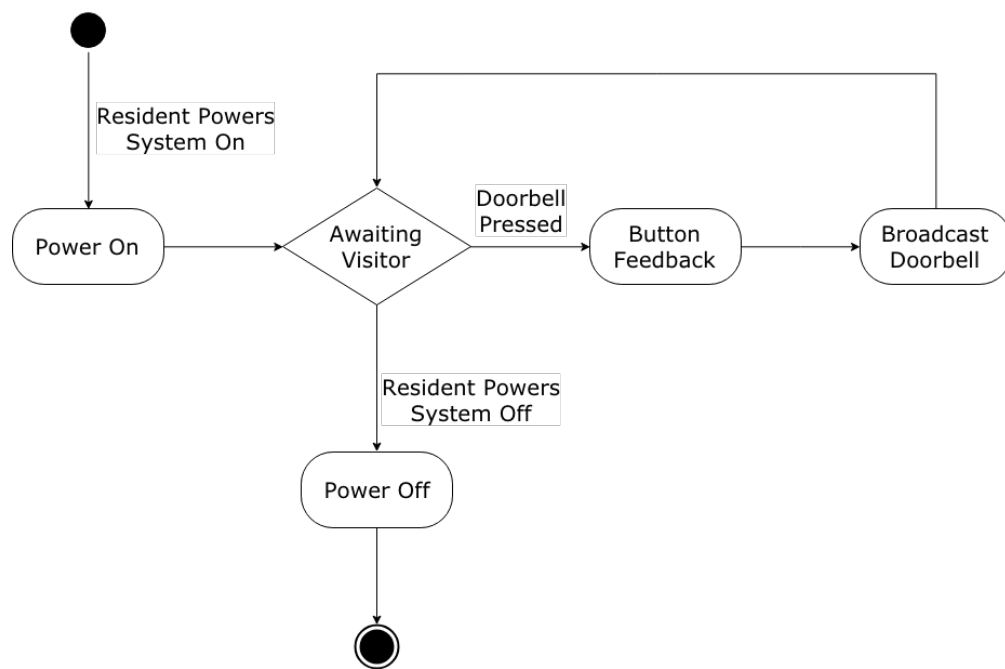 Resident Powers
System On
Power On
Awaiting
Visitor
Doorbell
Pressed
Button
Feedback
Broadcast
Doorbell
Resident Powers
System Off
Power Off